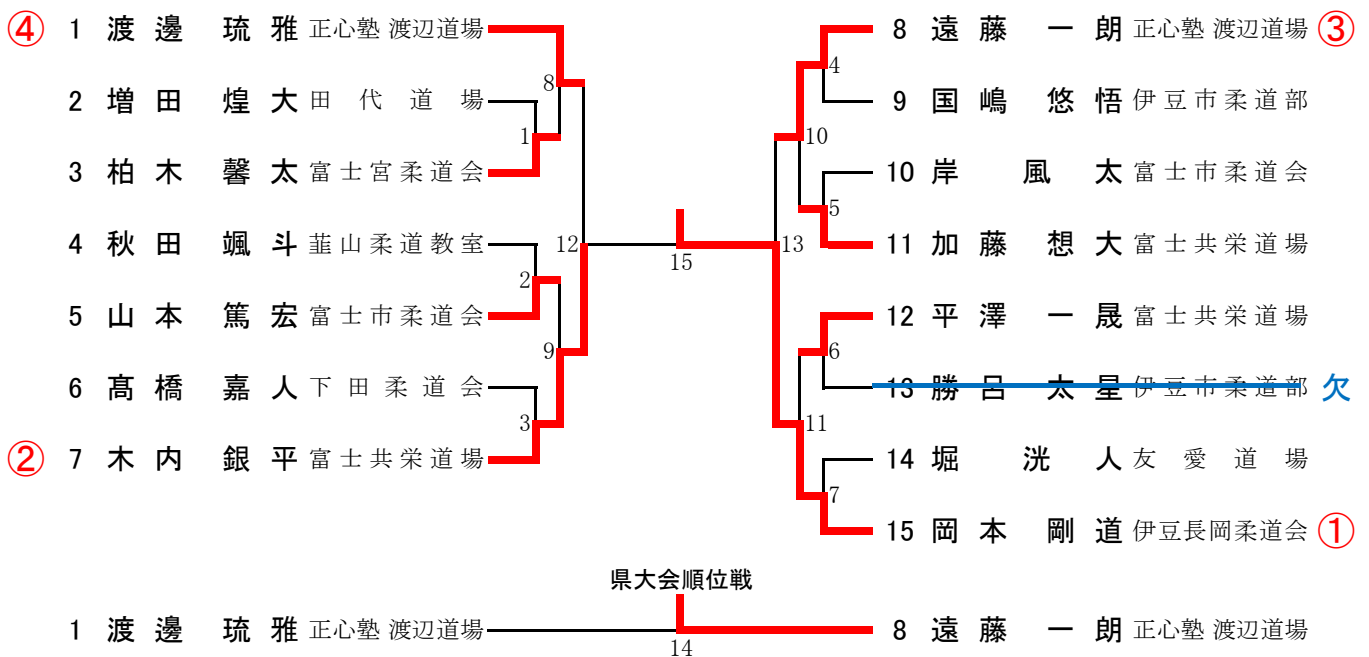 ④ 1 渡邊 琉雅 正心塾 渡辺道場
2 増田 煌大 田代道場
3 柏木 馨太 富士宮柔道会
4 秋田 颯斗 韮山柔道教室
5 山本 篤宏 富士市柔道会
6 髙橋 嘉人 下田柔道会
② 7 木内 銀平 富士共栄道場
8
1
12
2
9
3
15
8 遠藤 一朗 正心塾 渡辺道場 ③
9 国嶋 悠悟 伊豆市柔道部
10 岸 風太 富士市柔道会
11 加藤 想大 富士共栄道場
12 平澤 一晟 富士共栄道場
13 勝呂 太星 伊豆市柔道部 欠
14 堀 洸人 友愛道場
15 岡本 剛道 伊豆長岡柔道会 ①
4
10
5
13
6
11
7
県大会順位戦
1 渡邊 琉雅 正心塾 渡辺道場
14
8 遠藤 一朗 正心塾 渡辺道場